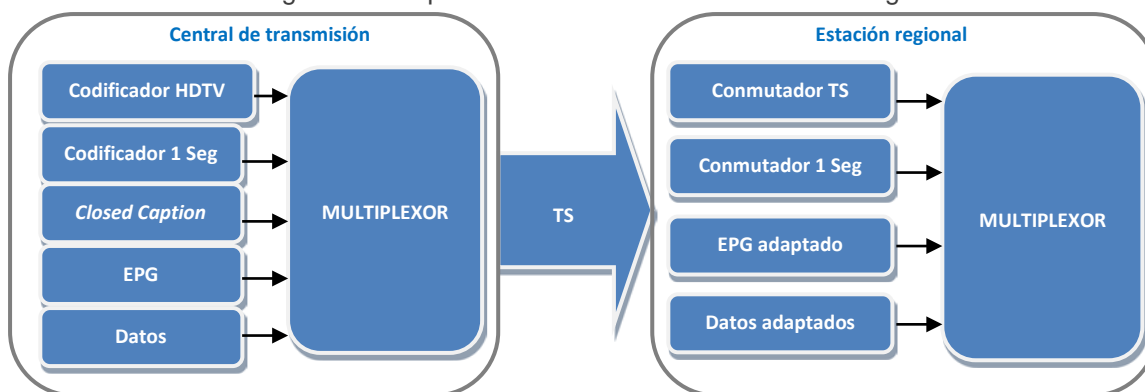 Central de transmisión
Codificador HDTV
Codificador 1 Seg
Closed Caption
EPG
Datos
MULTIPLEXOR
TS
Estación regional
Conmutador TS
Conmutador 1 Seg
EPG adaptado
Datos adaptados
MULTIPLEXOR